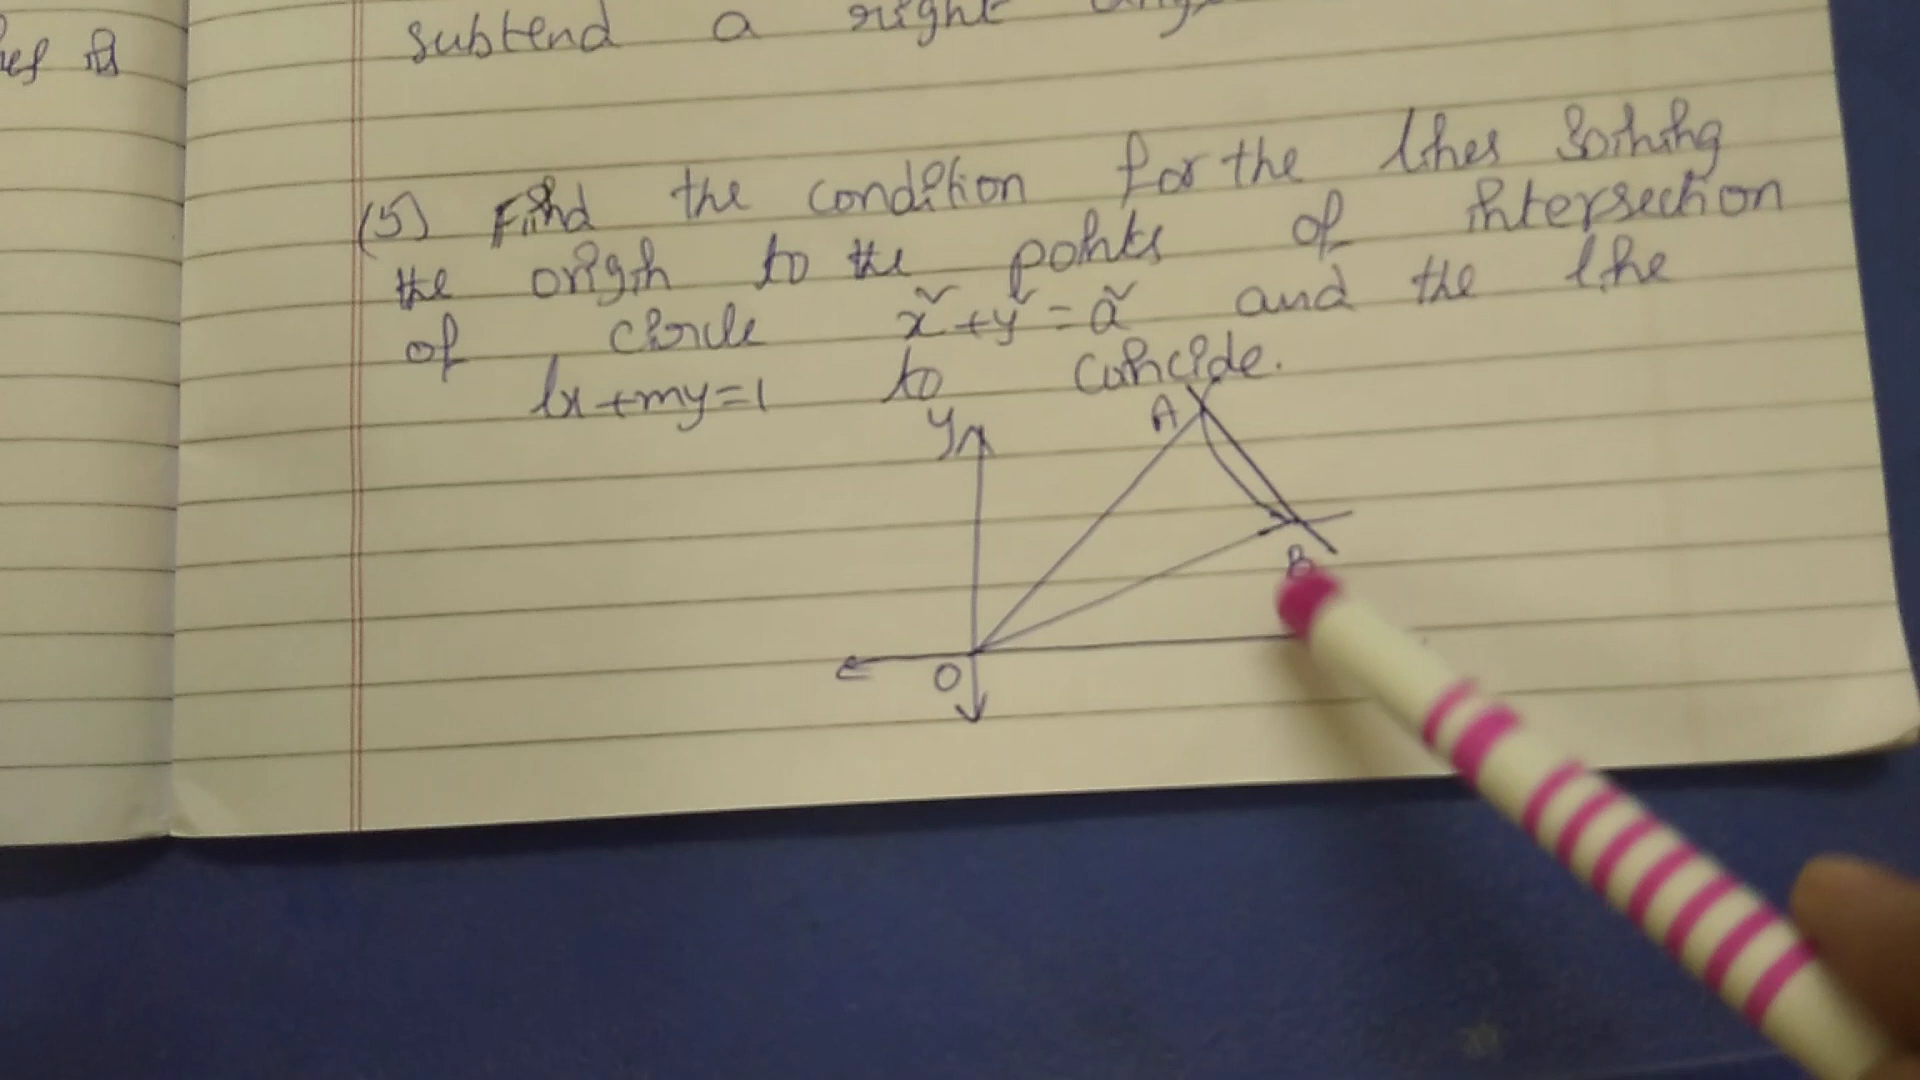 subtend a right
(5) Find the condition for the lines Joining
the origin to the points of intersection
of circle x²+y²=a² and the line
lx+my=1 to coincide.
y
A
B
O